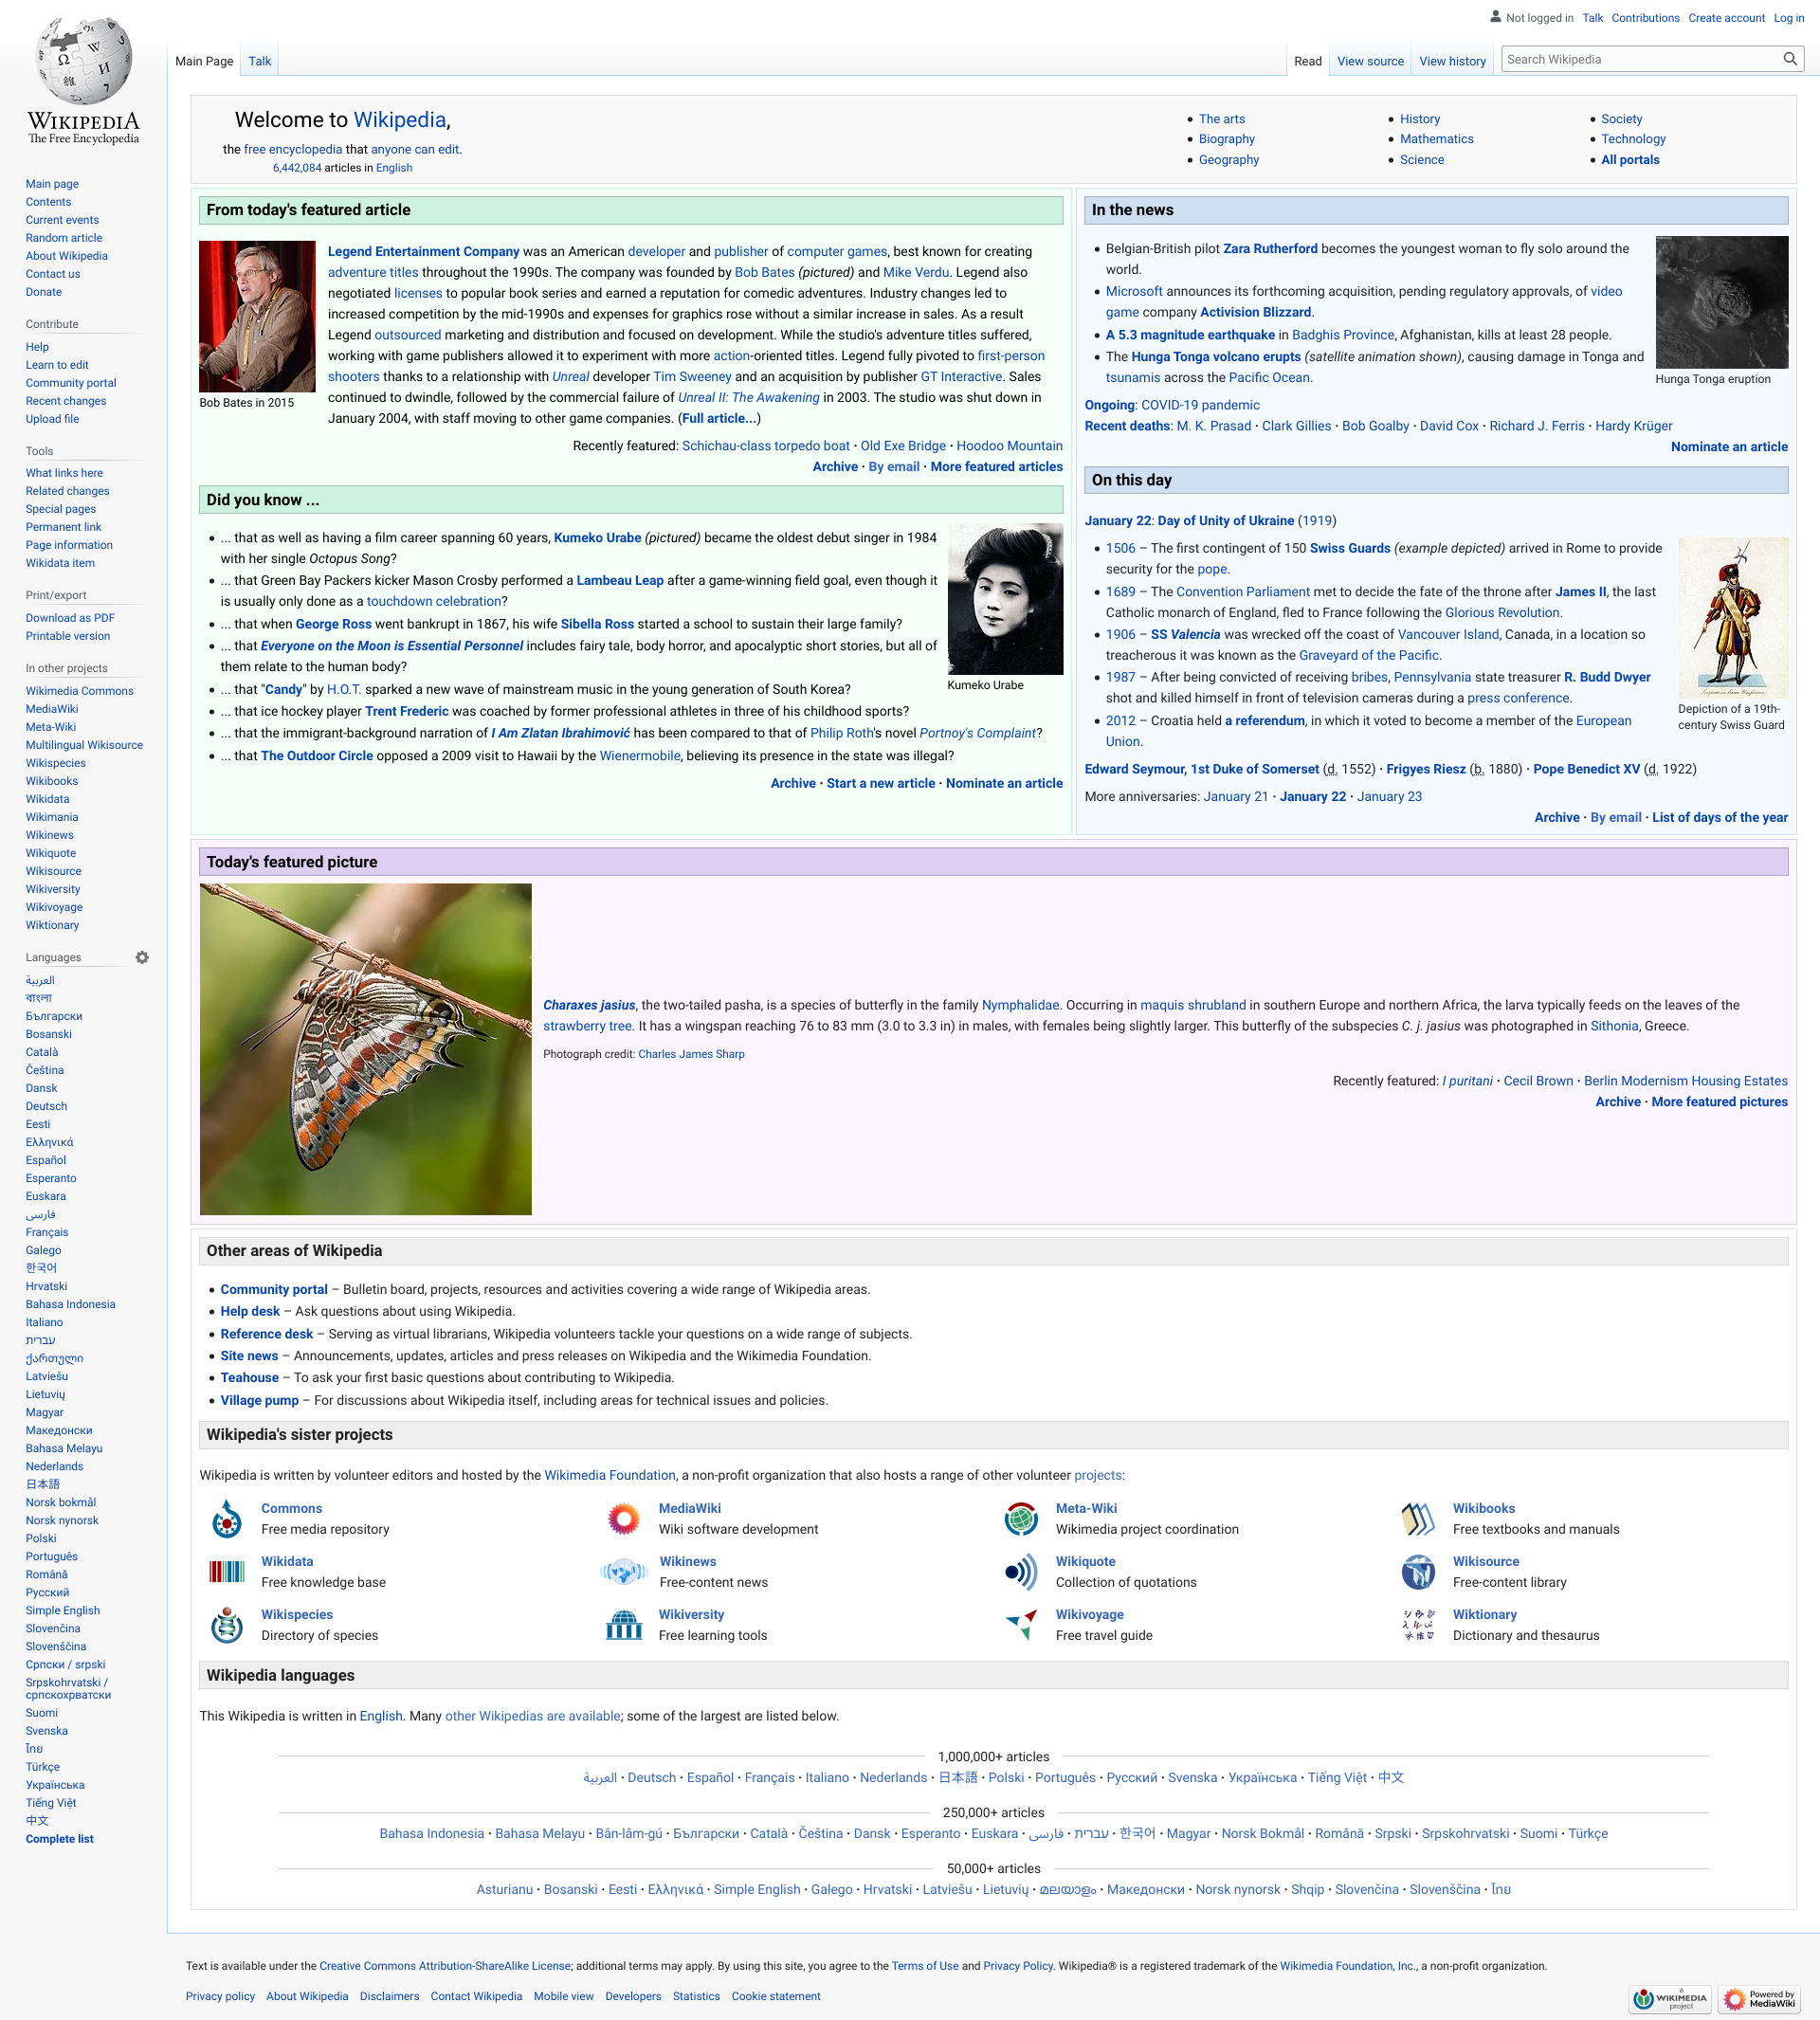 WIKIPEDIA
The Free Encyclopedia
Not logged in Talk Contributions Create account Log in
Main Page Talk
Read View source View history Search Wikipedia
Main page
Contents
Current events
Random article
About Wikipedia
Contact us
Donate
Contribute
Help
Learn to edit
Community portal
Recent changes
Upload file
Tools
What links here
Related changes
Special pages
Permanent link
Page information
Wikidata item
Print/export
Download as PDF
Printable version
In other projects
Wikimedia Commons
MediaWiki
Meta-Wiki
Multilingual Wikisource
Wikispecies
Wikibooks
Wikidata
Wikimania
Wikinews
Wikiquote
Wikisource
Wikiversity
Wikivoyage
Wiktionary
Languages
العربية
বাংলা
Български
Bosanski
Català
Čeština
Dansk
Deutsch
Eesti
Ελληνικά
Español
Esperanto
Euskara
فارسی
Français
Galego
한국어
Hrvatski
Bahasa Indonesia
Italiano
עברית
ქართული
Latviešu
Lietuvių
Magyar
Македонски
Bahasa Melayu
Nederlands
日本語
Norsk bokmål
Norsk nynorsk
Polski
Português
Română
Русский
Simple English
Slovenčina
Slovenščina
Српски / srpski
Srpskohrvatski /
српскохрватски
Suomi
Svenska
ไทย
Türkçe
Українська
Tiếng Việt
中文
Complete list
Welcome to Wikipedia,
the free encyclopedia that anyone can edit.
6,442,084 articles in English
The arts
Biography
Geography
History
Mathematics
Science
Society
Technology
All portals
From today's featured article
Legend Entertainment Company was an American developer and publisher of computer games, best known for creating
adventure titles throughout the 1990s. The company was founded by Bob Bates (pictured) and Mike Verdu. Legend also
negotiated licenses to popular book series and earned a reputation for comedic adventures. Industry changes led to
increased competition by the mid-1990s and expenses for graphics rose without a similar increase in sales. As a result
Legend outsourced marketing and distribution and focused on development. While the studio's adventure titles suffered,
working with game publishers allowed it to experiment with more action-oriented titles. Legend fully pivoted to first-person
shooters thanks to a relationship with Unreal developer Tim Sweeney and an acquisition by publisher GT Interactive. Sales
continued to dwindle, followed by the commercial failure of Unreal II: The Awakening in 2003. The studio was shut down in
January 2004, with staff moving to other game companies. (Full article...)
Bob Bates in 2015
Recently featured: Schichau-class torpedo boat · Old Exe Bridge · Hoodoo Mountain
Archive · By email · More featured articles
Did you know ...
... that as well as having a film career spanning 60 years, Kumeko Urabe (pictured) became the oldest debut singer in 1984
with her single Octopus Song?
... that Green Bay Packers kicker Mason Crosby performed a Lambeau Leap after a game-winning field goal, even though it
is usually only done as a touchdown celebration?
... that when George Ross went bankrupt in 1867, his wife Sibella Ross started a school to sustain their large family?
... that Everyone on the Moon is Essential Personnel includes fairy tale, body horror, and apocalyptic short stories, but all of
them relate to the human body?
... that "Candy" by H.O.T. sparked a new wave of mainstream music in the young generation of South Korea?
... that ice hockey player Trent Frederic was coached by former professional athletes in three of his childhood sports?
... that the immigrant-background narration of I Am Zlatan Ibrahimović has been compared to that of Philip Roth's novel Portnoy's Complaint?
... that The Outdoor Circle opposed a 2009 visit to Hawaii by the Wienermobile, believing its presence in the state was illegal?
Kumeko Urabe
Archive · Start a new article · Nominate an article
In the news
Belgian-British pilot Zara Rutherford becomes the youngest woman to fly solo around the
world.
Microsoft announces its forthcoming acquisition, pending regulatory approvals, of video
game company Activision Blizzard.
A 5.3 magnitude earthquake in Badghis Province, Afghanistan, kills at least 28 people.
The Hunga Tonga volcano erupts (satellite animation shown), causing damage in Tonga and
tsunamis across the Pacific Ocean.
Hunga Tonga eruption
Ongoing: COVID-19 pandemic
Recent deaths: M. K. Prasad · Clark Gillies · Bob Goalby · David Cox · Richard J. Ferris · Hardy Krüger
Nominate an article
On this day
January 22: Day of Unity of Ukraine (1919)
1506 – The first contingent of 150 Swiss Guards (example depicted) arrived in Rome to provide
security for the pope.
1689 – The Convention Parliament met to decide the fate of the throne after James II, the last
Catholic monarch of England, fled to France following the Glorious Revolution.
1906 – SS Valencia was wrecked off the coast of Vancouver Island, Canada, in a location so
treacherous it was known as the Graveyard of the Pacific.
1987 – After being convicted of receiving bribes, Pennsylvania state treasurer R. Budd Dwyer
shot and killed himself in front of television cameras during a press conference.
2012 – Croatia held a referendum, in which it voted to become a member of the European
Union.
Depiction of a 19th-
century Swiss Guard
Edward Seymour, 1st Duke of Somerset (d. 1552) · Frigyes Riesz (b. 1880) · Pope Benedict XV (d. 1922)
More anniversaries: January 21 · January 22 · January 23
Archive · By email · List of days of the year
Today's featured picture
Charaxes jasius, the two-tailed pasha, is a species of butterfly in the family Nymphalidae. Occurring in maquis shrubland in southern Europe and northern Africa, the larva typically feeds on the leaves of the
strawberry tree. It has a wingspan reaching 76 to 83 mm (3.0 to 3.3 in) in males, with females being slightly larger. This butterfly of the subspecies C. j. jasius was photographed in Sithonia, Greece.
Photograph credit: Charles James Sharp
Recently featured: I puritani · Cecil Brown · Berlin Modernism Housing Estates
Archive · More featured pictures
Other areas of Wikipedia
Community portal – Bulletin board, projects, resources and activities covering a wide range of Wikipedia areas.
Help desk – Ask questions about using Wikipedia.
Reference desk – Serving as virtual librarians, Wikipedia volunteers tackle your questions on a wide range of subjects.
Site news – Announcements, updates, articles and press releases on Wikipedia and the Wikimedia Foundation.
Teahouse – To ask your first basic questions about contributing to Wikipedia.
Village pump – For discussions about Wikipedia itself, including areas for technical issues and policies.
Wikipedia's sister projects
Wikipedia is written by volunteer editors and hosted by the Wikimedia Foundation, a non-profit organization that also hosts a range of other volunteer projects:
Commons
Free media repository
MediaWiki
Wiki software development
Meta-Wiki
Wikimedia project coordination
Wikibooks
Free textbooks and manuals
Wikidata
Free knowledge base
Wikinews
Free-content news
Wikiquote
Collection of quotations
Wikisource
Free-content library
Wikispecies
Directory of species
Wikiversity
Free learning tools
Wikivoyage
Free travel guide
Wiktionary
Dictionary and thesaurus
Wikipedia languages
This Wikipedia is written in English. Many other Wikipedias are available; some of the largest are listed below.
1,000,000+ articles
العربية · Deutsch · Español · Français · Italiano · Nederlands · 日本語 · Polski · Português · Русский · Svenska · Українська · Tiếng Việt · 中文
250,000+ articles
Bahasa Indonesia · Bahasa Melayu · Bân-lâm-gú · Български · Català · Čeština · Dansk · Esperanto · Euskara · فارسی · עברית · 한국어 · Magyar · Norsk Bokmål · Română · Srpski · Srpskohrvatski · Suomi · Türkçe
50,000+ articles
Asturianu · Bosanski · Eesti · Ελληνικά · Simple English · Galego · Hrvatski · Latviešu · Lietuvių · മലയാളം · Македонски · Norsk nynorsk · Shqip · Slovenčina · Slovenščina · ไทย
Text is available under the Creative Commons Attribution-ShareAlike License; additional terms may apply. By using this site, you agree to the Terms of Use and Privacy Policy. Wikipedia® is a registered trademark of the Wikimedia Foundation, Inc., a non-profit organization.
Privacy policy About Wikipedia Disclaimers Contact Wikipedia Mobile view Developers Statistics Cookie statement
a
WIKIMEDIA
project
Powered by
MediaWiki